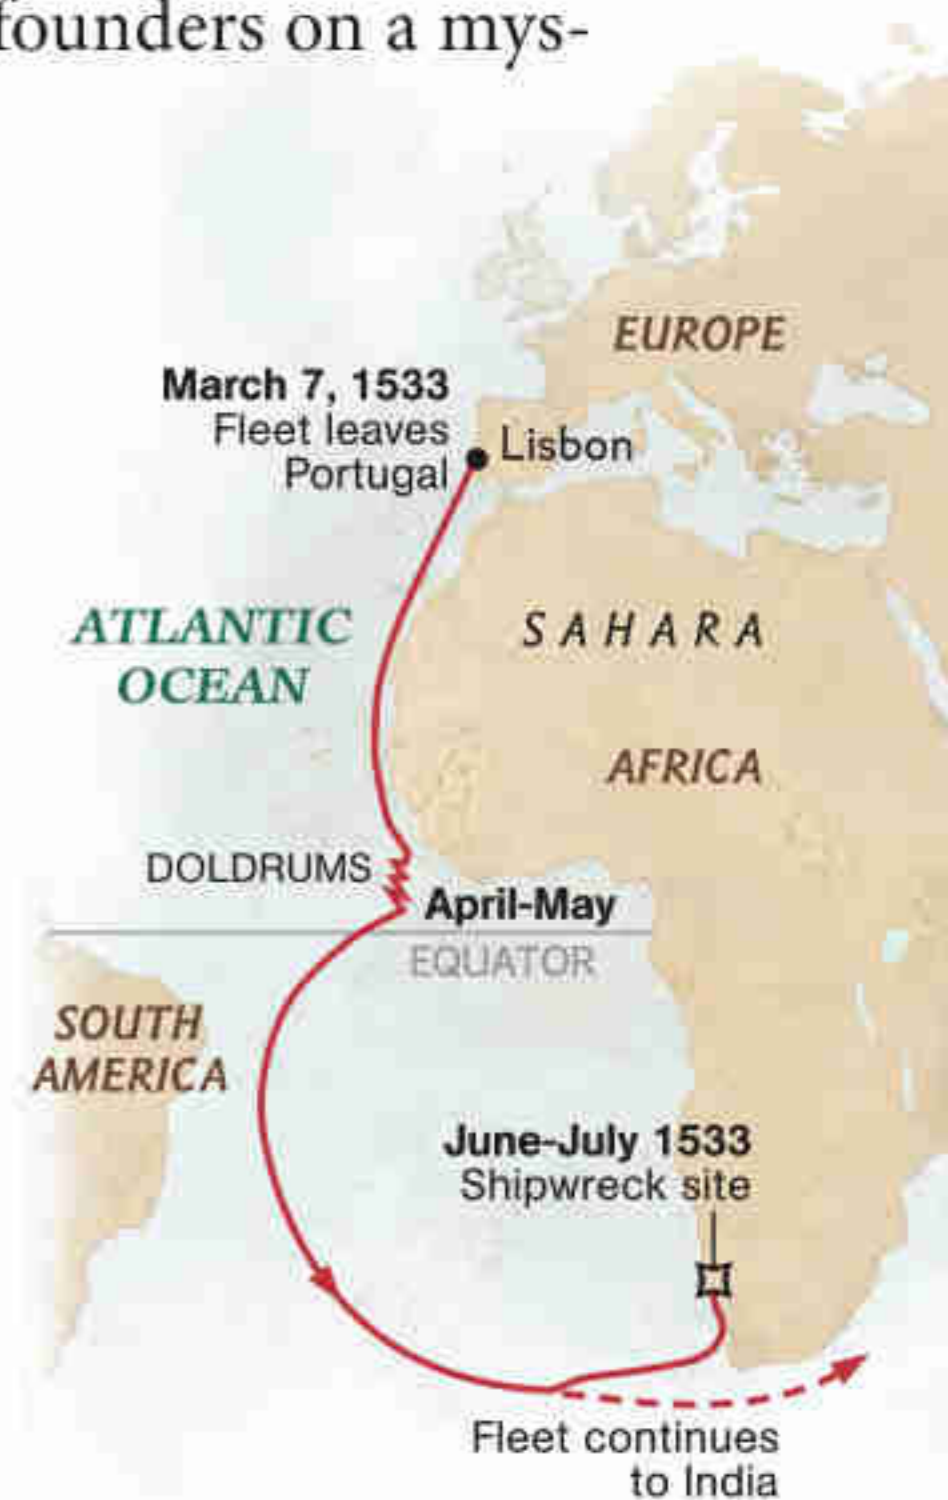 founders on a mys-
EUROPE
March 7, 1533
Fleet leaves
Portugal
Lisbon
ATLANTIC
OCEAN
SAHARA
AFRICA
DOLDRUMS
April-May
EQUATOR
SOUTH
AMERICA
June-July 1533
Shipwreck site
Fleet continues
to India